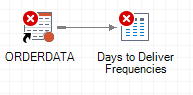 ORDERDATA
Days to Deliver
Frequencies